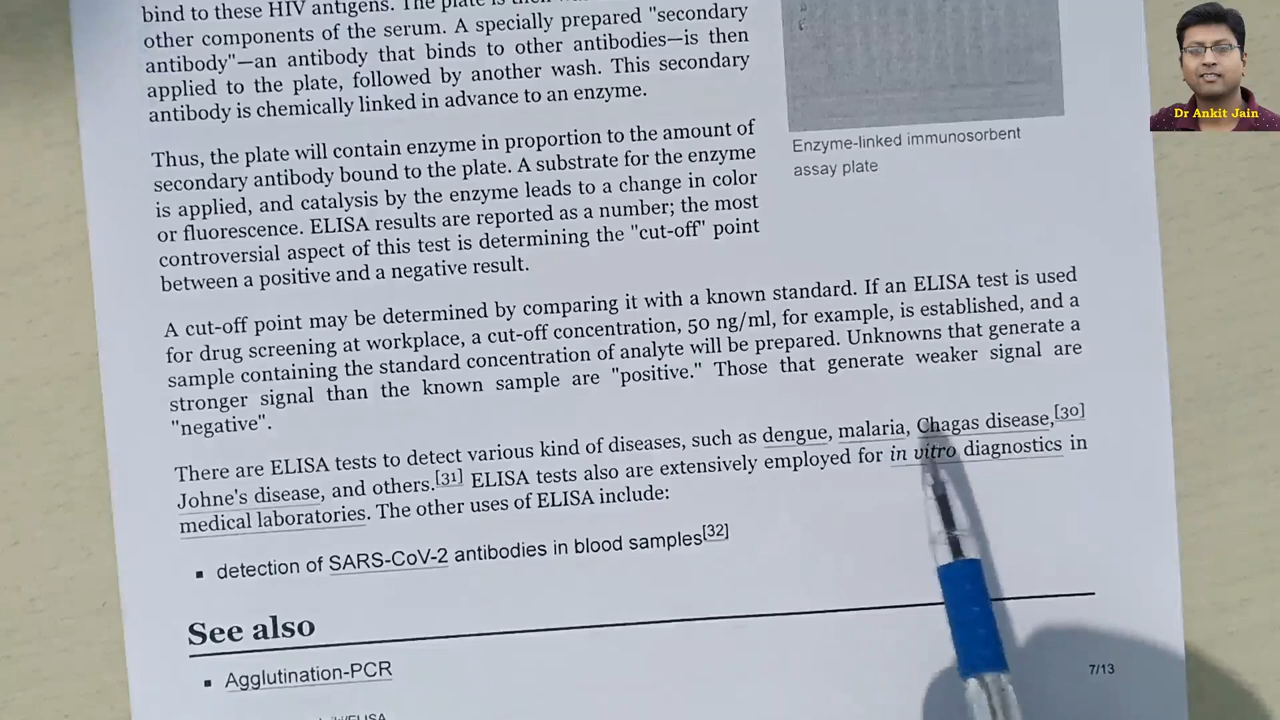 bind to these HIV antigens. The plate is then
other components of the serum. A specially prepared "secondary
antibody"—an antibody that binds to other antibodies—is then
applied to the plate, followed by another wash. This secondary
antibody is chemically linked in advance to an enzyme.
Thus, the plate will contain enzyme in proportion to the amount of
secondary antibody bound to the plate. A substrate for the enzyme
is applied, and catalysis by the enzyme leads to a change in color
or fluorescence. ELISA results are reported as a number; the most
controversial aspect of this test is determining the "cut-off" point
between a positive and a negative result.
Enzyme-linked immunosorbent
assay plate
Dr Ankit Jain
A cut-off point may be determined by comparing it with a known standard. If an ELISA test is used
for drug screening at workplace, a cut-off concentration, 50 ng/ml, for example, is established, and a
sample containing the standard concentration of analyte will be prepared. Unknowns that generate a
stronger signal than the known sample are "positive." Those that generate weaker signal are
"negative".
There are ELISA tests to detect various kind of diseases, such as dengue, malaria, Chagas disease,[30]
Johne's disease, and others.[31] ELISA tests also are extensively employed for in vitro diagnostics in
medical laboratories. The other uses of ELISA include:
▪ detection of SARS-CoV-2 antibodies in blood samples[32]
See also
▪ Agglutination-PCR
7/13